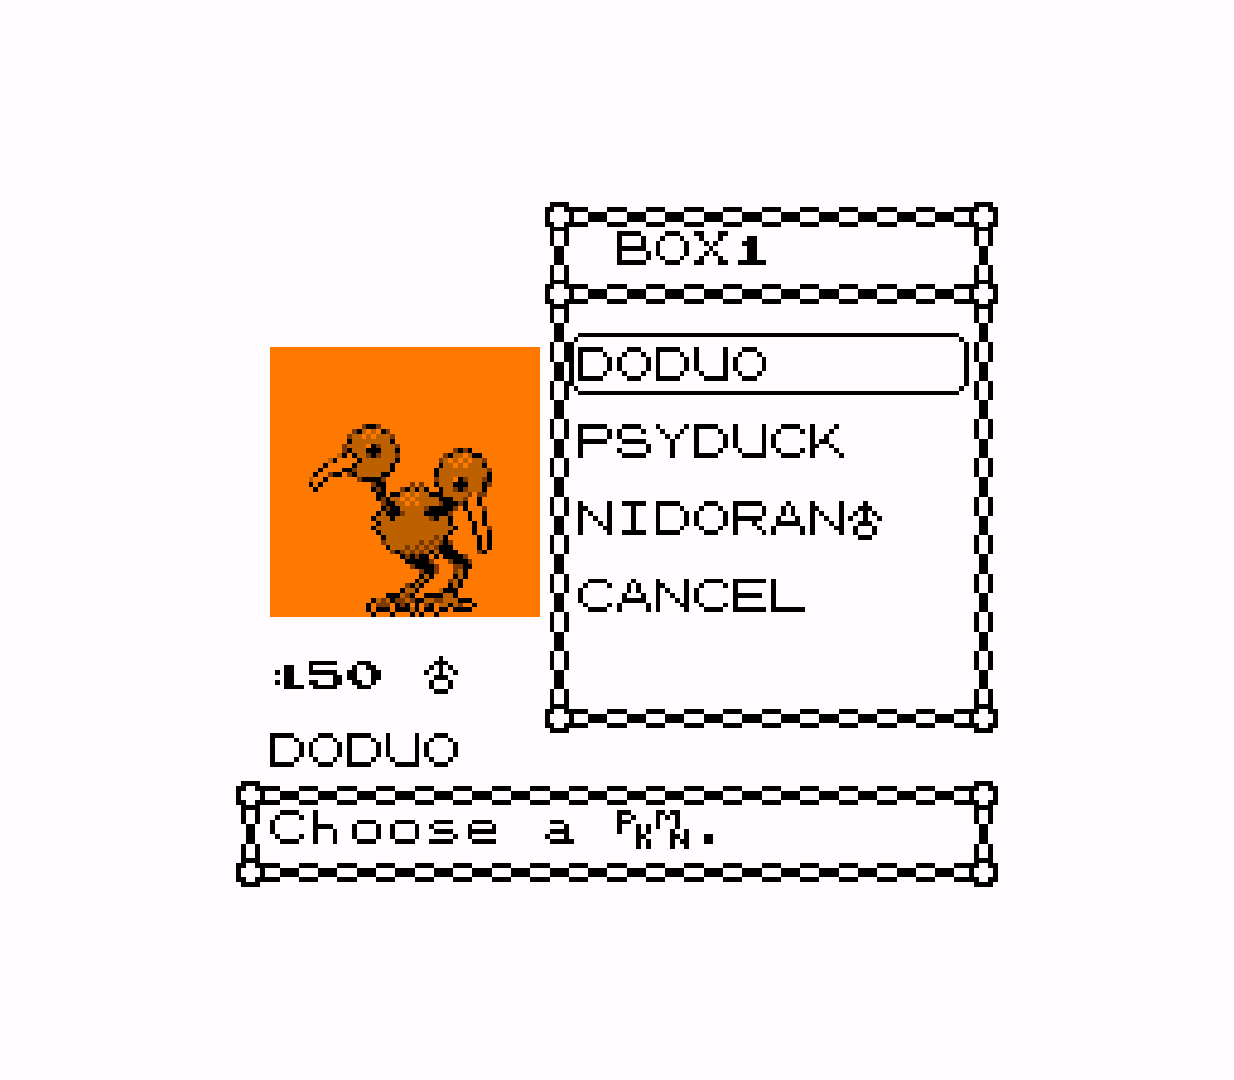 BOX1
DODUO
PSYDUCK
NIDORAN♂
CANCEL
:L50 ♂
DODUO
Choose a PKMN.